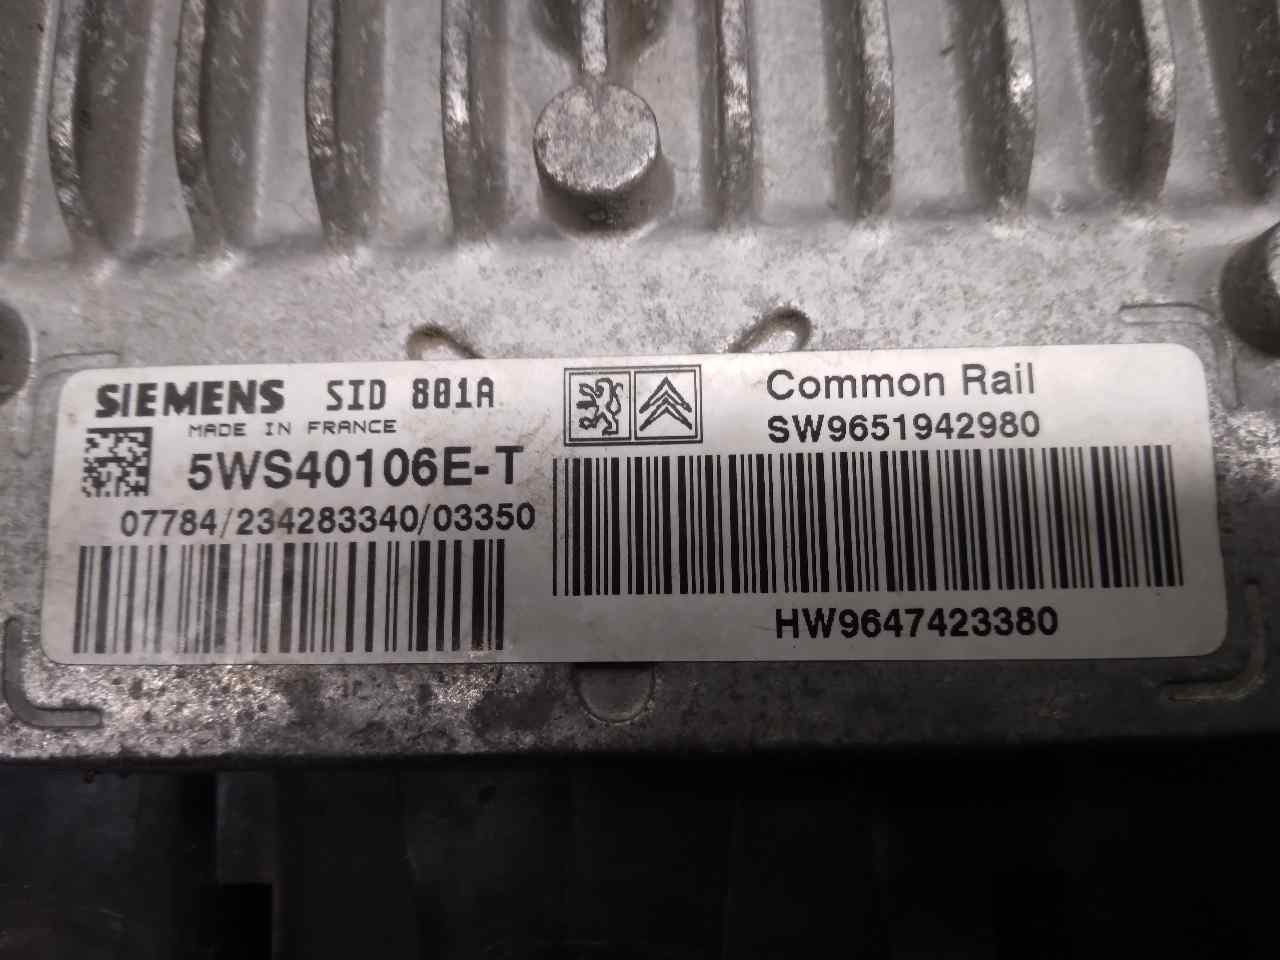 SIEMENS SID 801A
MADE IN FRANCE
5WS40106E-T
07784/234283340/03350
Common Rail
SW9651942980
HW9647423380